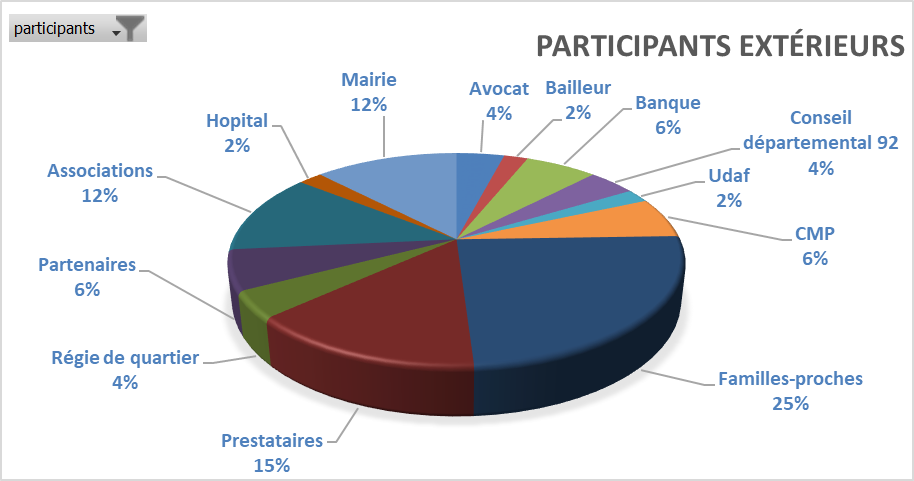 participants
PARTICIPANTS EXTÉRIEURS
Mairie
12%
Avocat
4%
Bailleur
2%
Banque
6%
Conseil
départemental 92
4%
Udaf
2%
CMP
6%
Familles-proches
25%
Prestataires
15%
Régie de quartier
4%
Partenaires
6%
Associations
12%
Hopital
2%